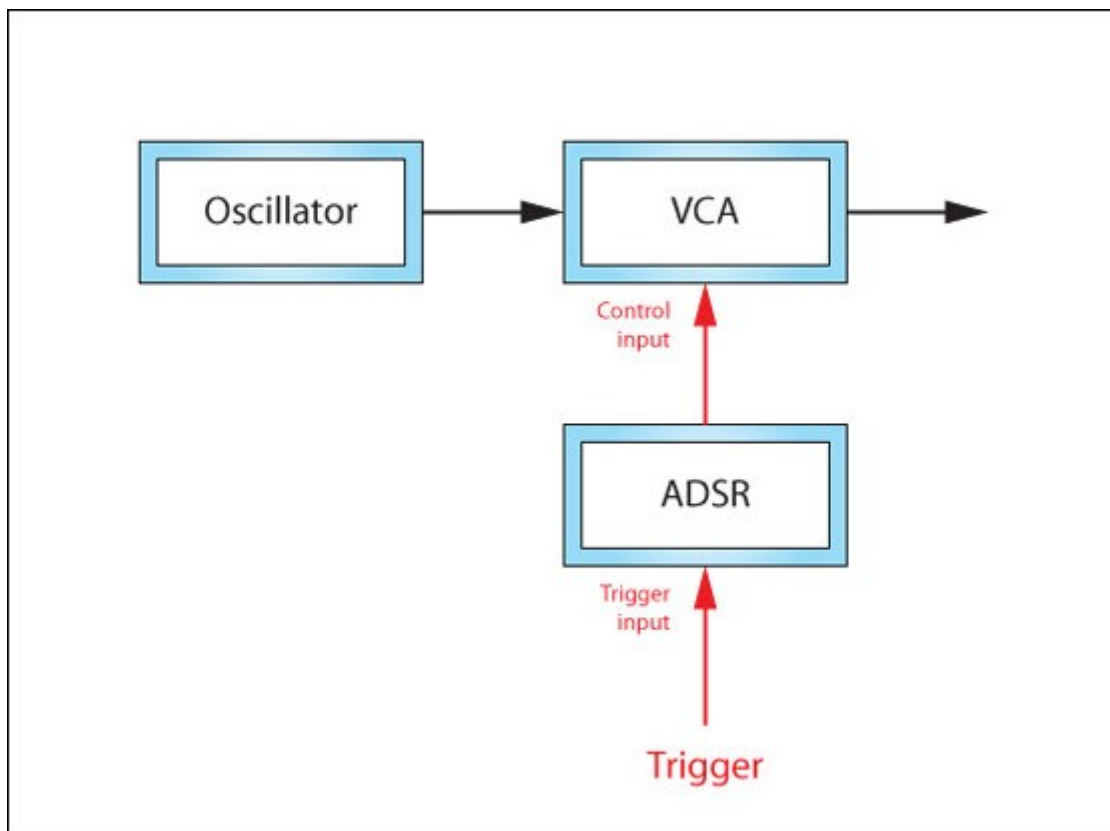 Oscillator
VCA
Control
input
ADSR
Trigger
input
Trigger